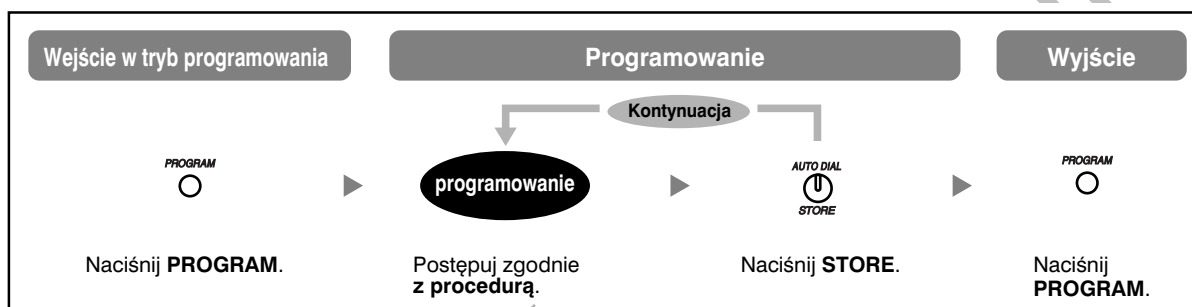 Wejście w tryb programowania
Programowanie
Wyjście
Kontynuacja
PROGRAM
programowanie
AUTO DIAL
STORE
PROGRAM
Naciśnij PROGRAM.
Postępuj zgodnie
z procedurą.
Naciśnij STORE.
Naciśnij
PROGRAM.